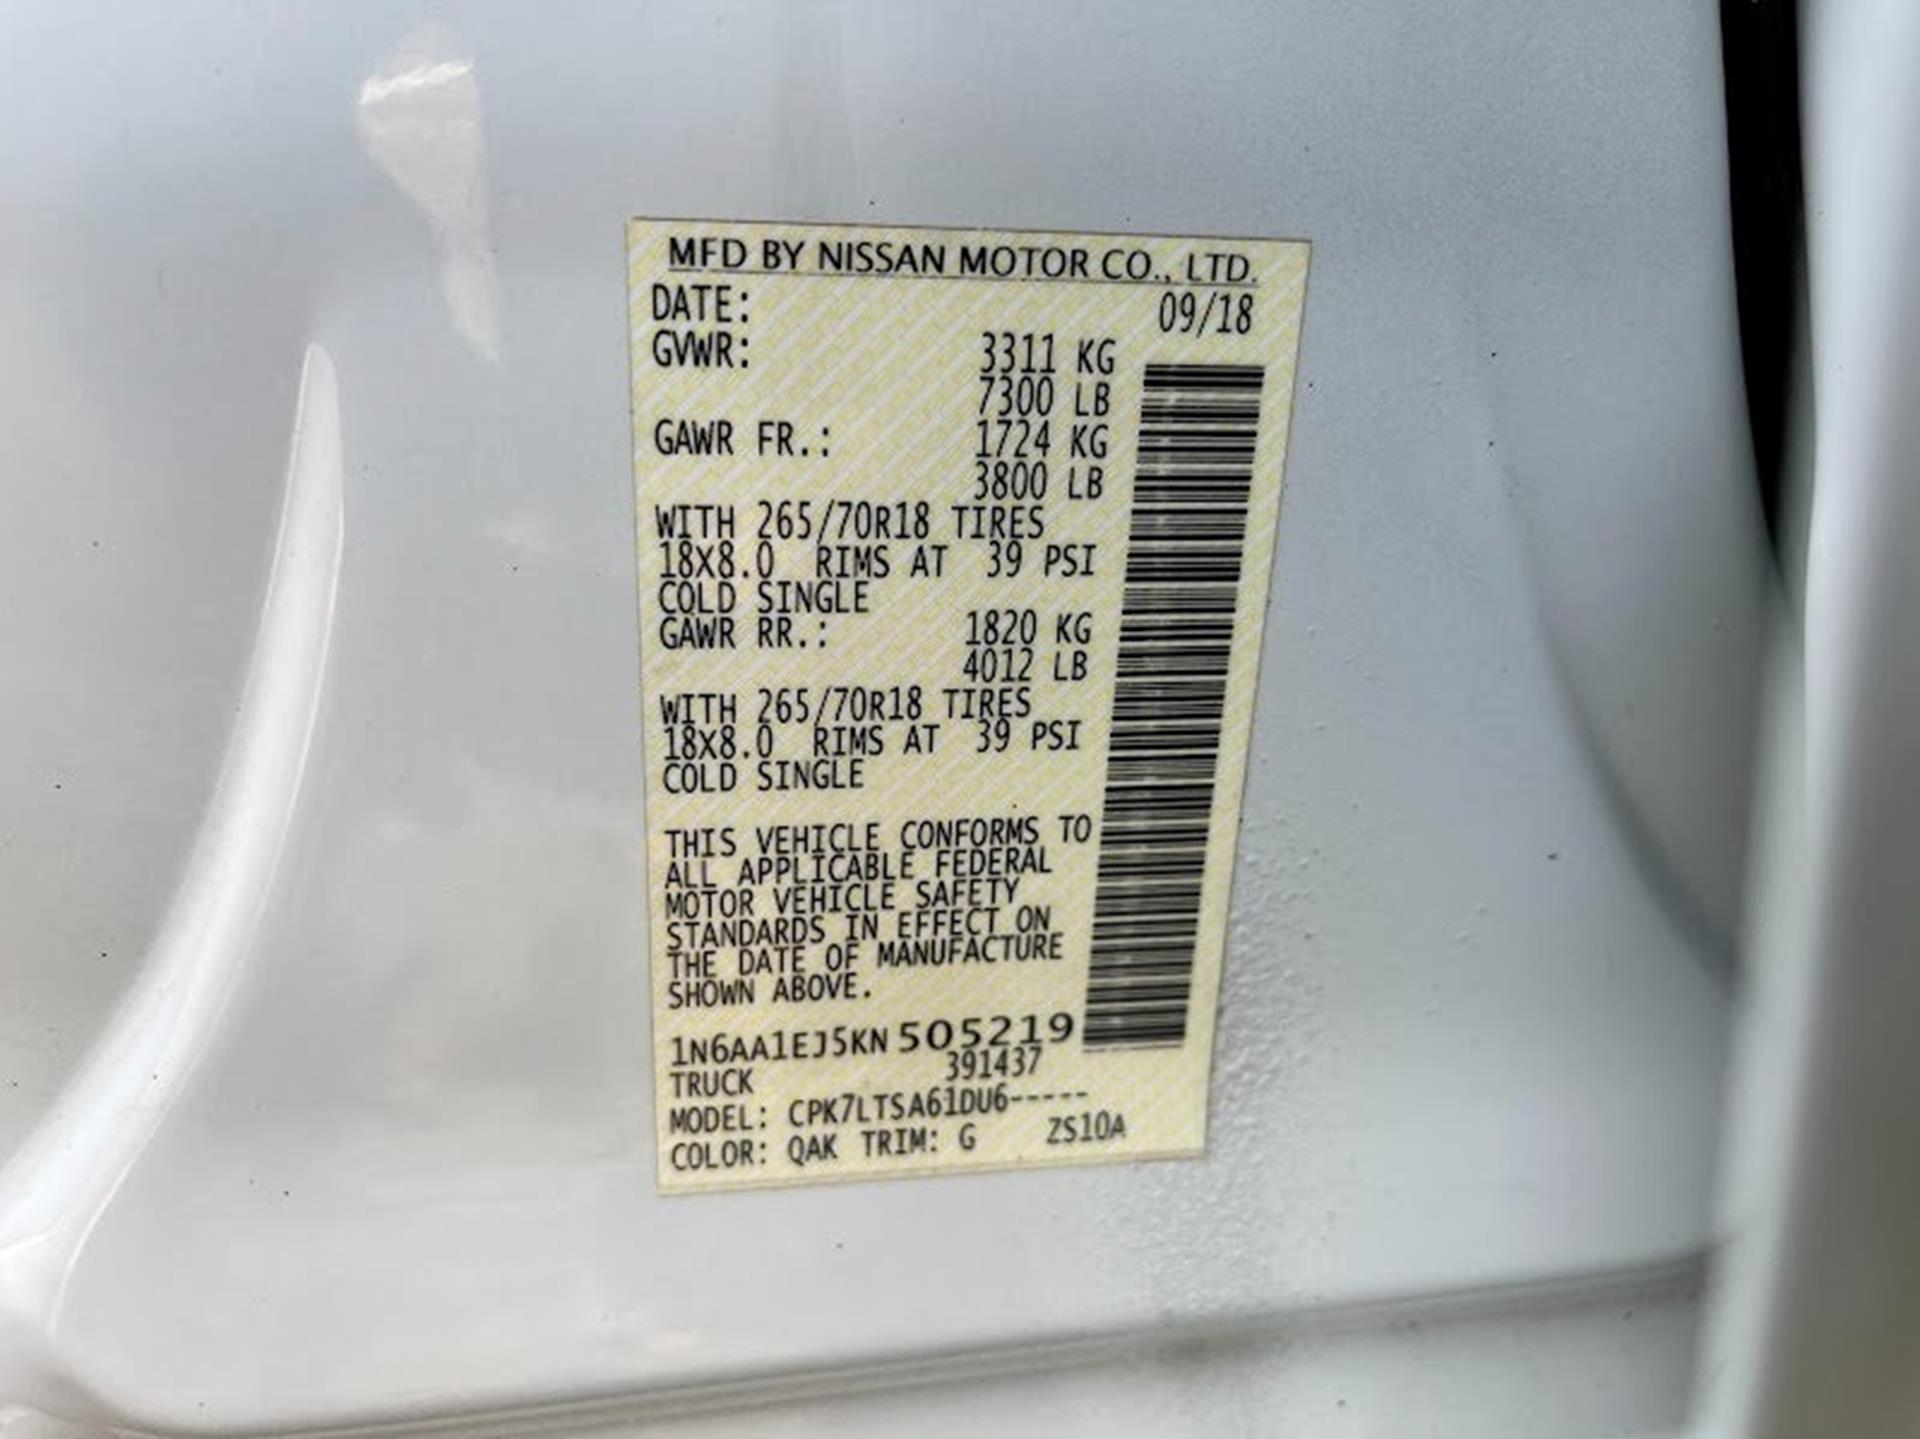 MFD BY NISSAN MOTOR CO., LTD.
DATE: 09/18
GVWR: 3311 KG
7300 LB
GAWR FR.: 1724 KG
3800 LB
WITH 265/70R18 TIRES
18X8.0 RIMS AT 39 PSI
COLD SINGLE
GAWR RR.: 1820 KG
4012 LB
WITH 265/70R18 TIRES
18X8.0 RIMS AT 39 PSI
COLD SINGLE
THIS VEHICLE CONFORMS TO
ALL APPLICABLE FEDERAL
MOTOR VEHICLE SAFETY
STANDARDS IN EFFECT ON
THE DATE OF MANUFACTURE
SHOWN ABOVE.
1N6AA1EJ5KN505219
TRUCK 391437
MODEL: CPK7LTSA61DU6-----
COLOR: QAK TRIM: G ZS10A